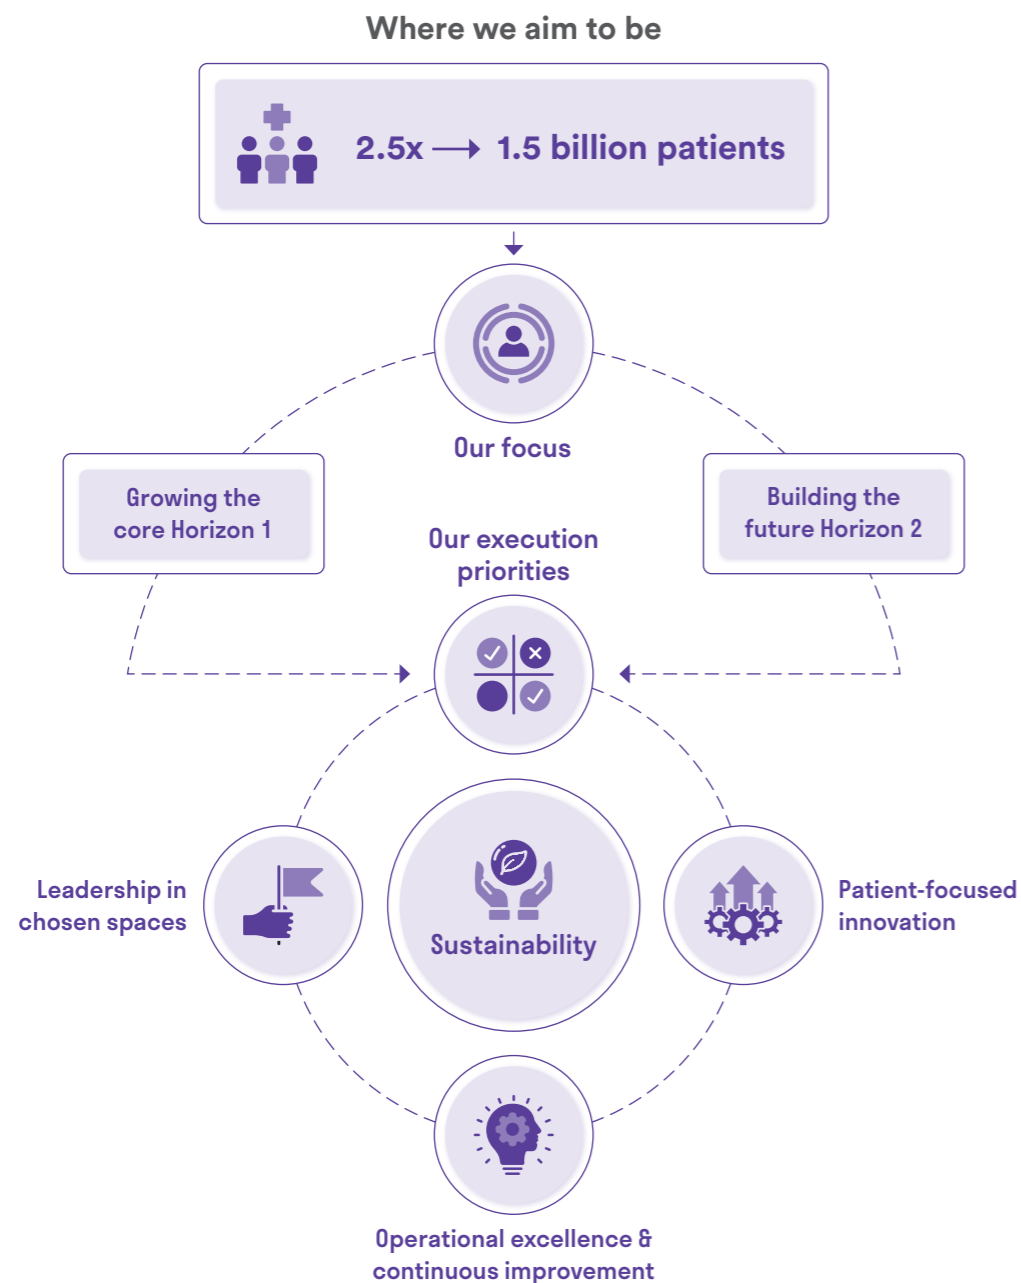 Where we aim to be
2.5x → 1.5 billion patients
Our focus
Growing the
core Horizon 1
Building the
future Horizon 2
Our execution
priorities
Leadership in
chosen spaces
Sustainability
Patient-focused
innovation
Operational excellence &
continuous improvement